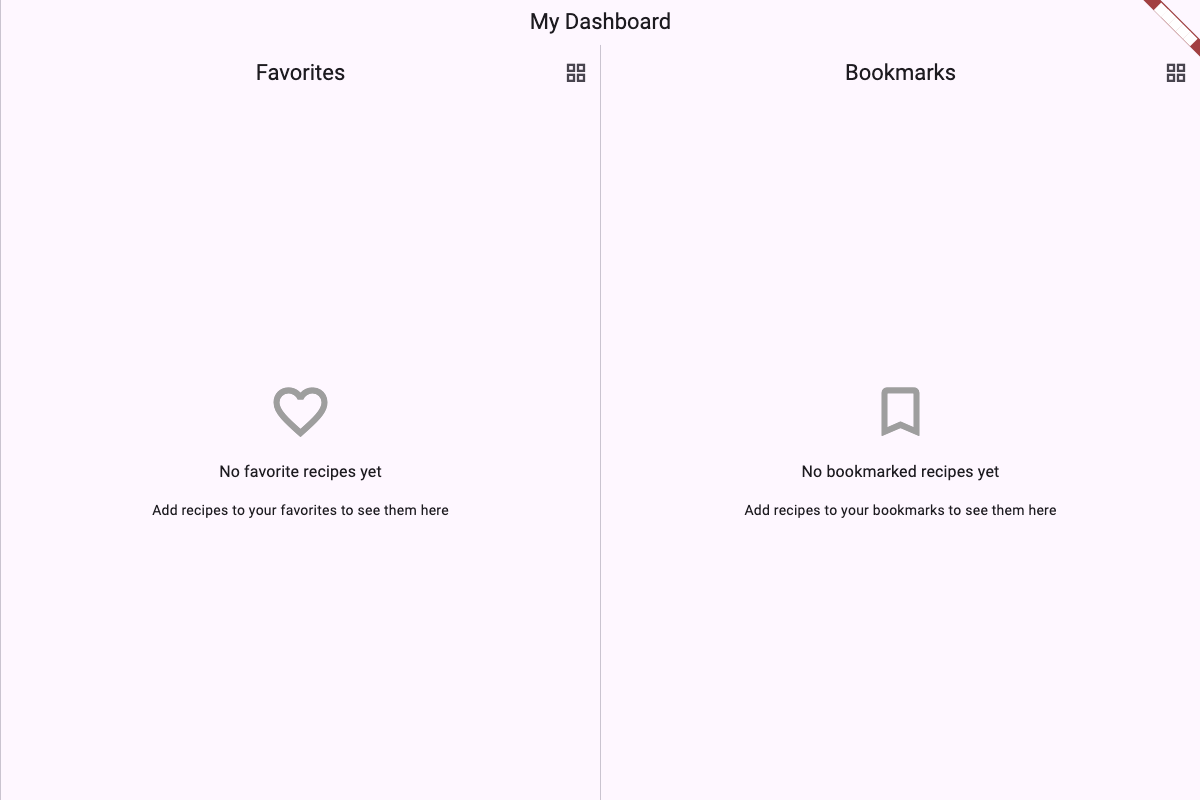 My Dashboard
Favorites
Bookmarks
No favorite recipes yet
Add recipes to your favorites to see them here
No bookmarked recipes yet
Add recipes to your bookmarks to see them here